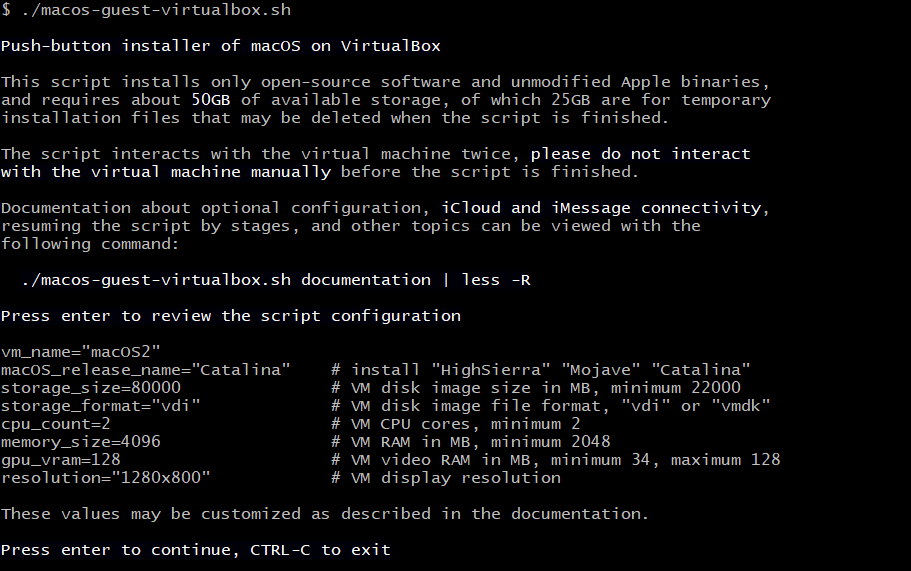 $ ./macos-guest-virtualbox.sh
Push-button installer of macOS on VirtualBox
This script installs only open-source software and unmodified Apple binaries,
and requires about 50GB of available storage, of which 25GB are for temporary
installation files that may be deleted when the script is finished.
The script interacts with the virtual machine twice, please do not interact
with the virtual machine manually before the script is finished.
Documentation about optional configuration, iCloud and iMessage connectivity,
resuming the script by stages, and other topics can be viewed with the
following command:
  ./macos-guest-virtualbox.sh documentation | less -R
Press enter to review the script configuration
vm_name="macOS2"
macOS_release_name="Catalina"    # install "HighSierra" "Mojave" "Catalina"
storage_size=80000               # VM disk image size in MB, minimum 22000
storage_format="vdi"             # VM disk image file format, "vdi" or "vmdk"
cpu_count=2                      # VM CPU cores, minimum 2
memory_size=4096                 # VM RAM in MB, minimum 2048
gpu_vram=128                     # VM video RAM in MB, minimum 34, maximum 128
resolution="1280x800"            # VM display resolution
These values may be customized as described in the documentation.
Press enter to continue, CTRL-C to exit